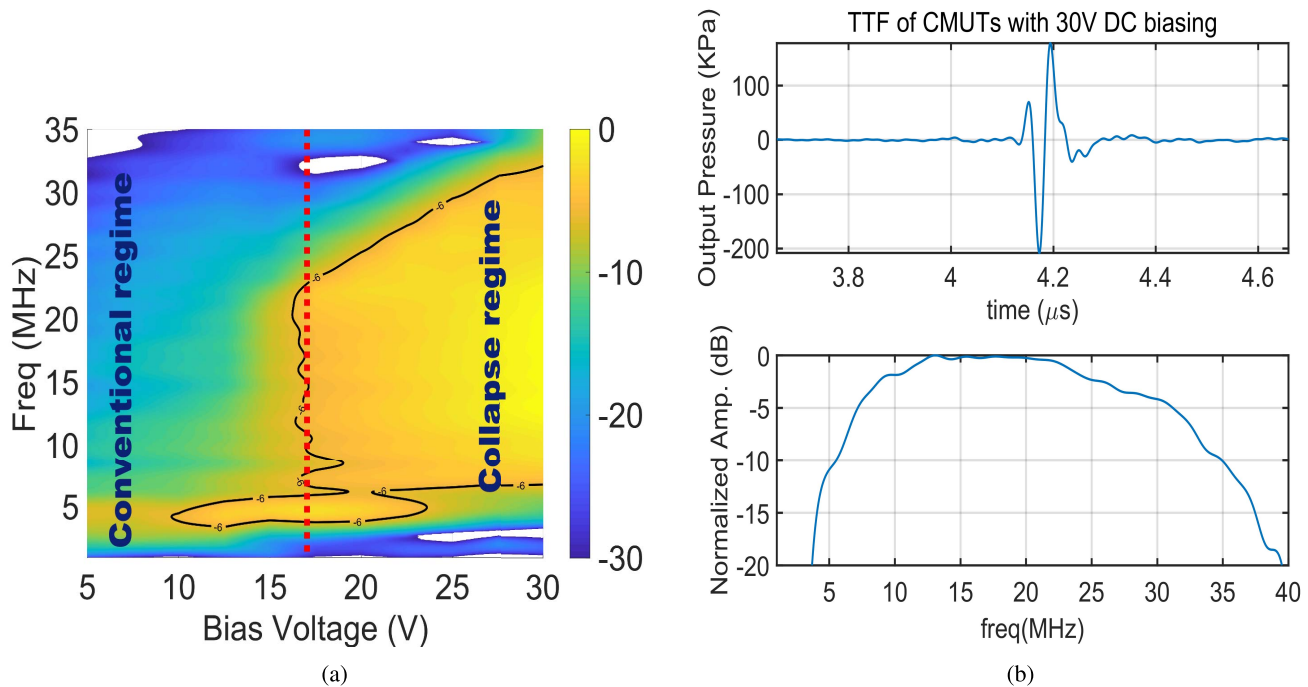 35
30
25
20
15
10
5
Freq (MHz)
5 10 15 20 25 30
Bias Voltage (V)
Conventional regime
Collapse regime
-6
-6
-6
-6
-6
-6
-6
-6
-6
0
-10
-20
-30
(a)
TTF of CMUTs with 30V DC biasing
Output Pressure (KPa)
100
0
-100
-200
3.8 4 4.2 4.4 4.6
time (μs)
Normalized Amp. (dB)
0
-5
-10
-15
-20
5 10 15 20 25 30 35 40
freq(MHz)
(b)